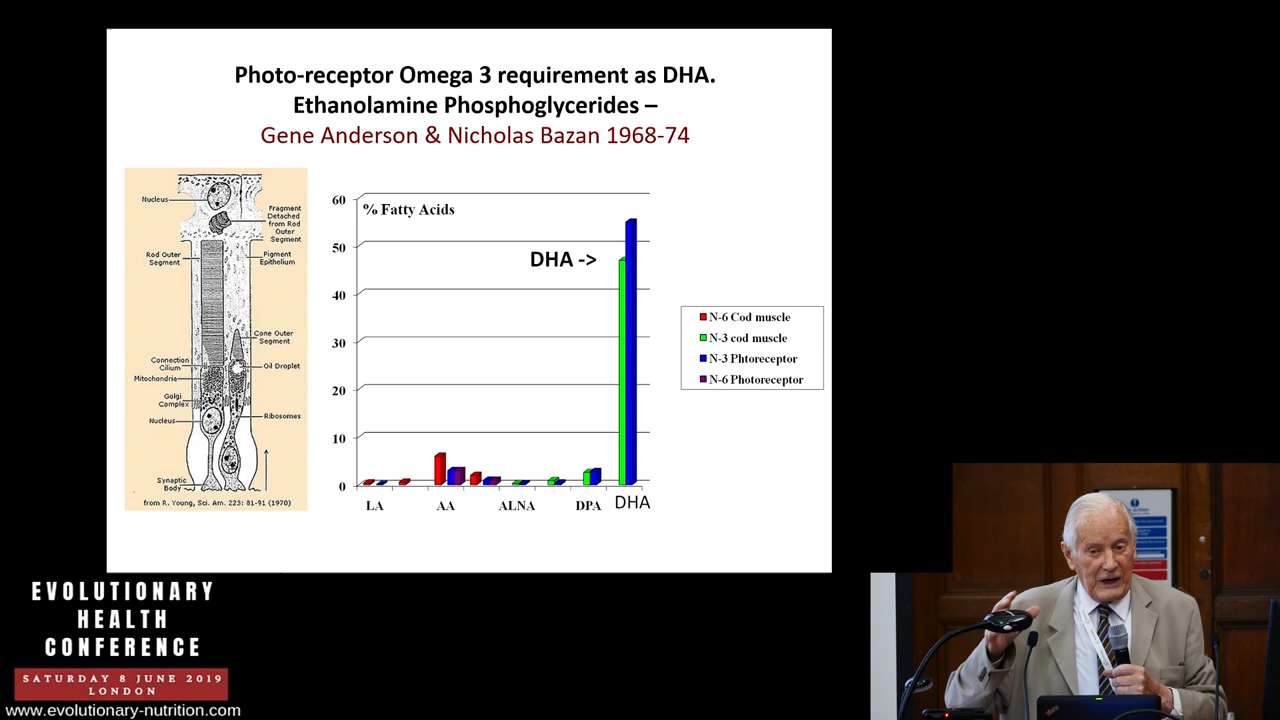 Photo-receptor Omega 3 requirement as DHA.
Ethanolamine Phosphoglycerides –
Gene Anderson & Nicholas Bazan 1968-74
Nucleus
Fragment
Detached
from Rod
Outer
Segment
Rod Outer
Segment
Pigment
Epithelium
Cone Outer
Segment
Connection
Cilium
Oil Droplet
Mitochondria
Golgi
Complex
Nucleus
Ribosomes
Synaptic
Body
from R. Young, Sci. Am. 223: 81-91 (1970)
% Fatty Acids
60
50
40
30
20
10
0
DHA ->
LA
AA
ALNA
DPA
DHA
N-6 Cod muscle
N-3 cod muscle
N-3 Phtoreceptor
N-6 Photoreceptor
EVOLUTIONARY
HEALTH
CONFERENCE
SATURDAY 8 JUNE 2019
LONDON
www.evolutionary-nutrition.com